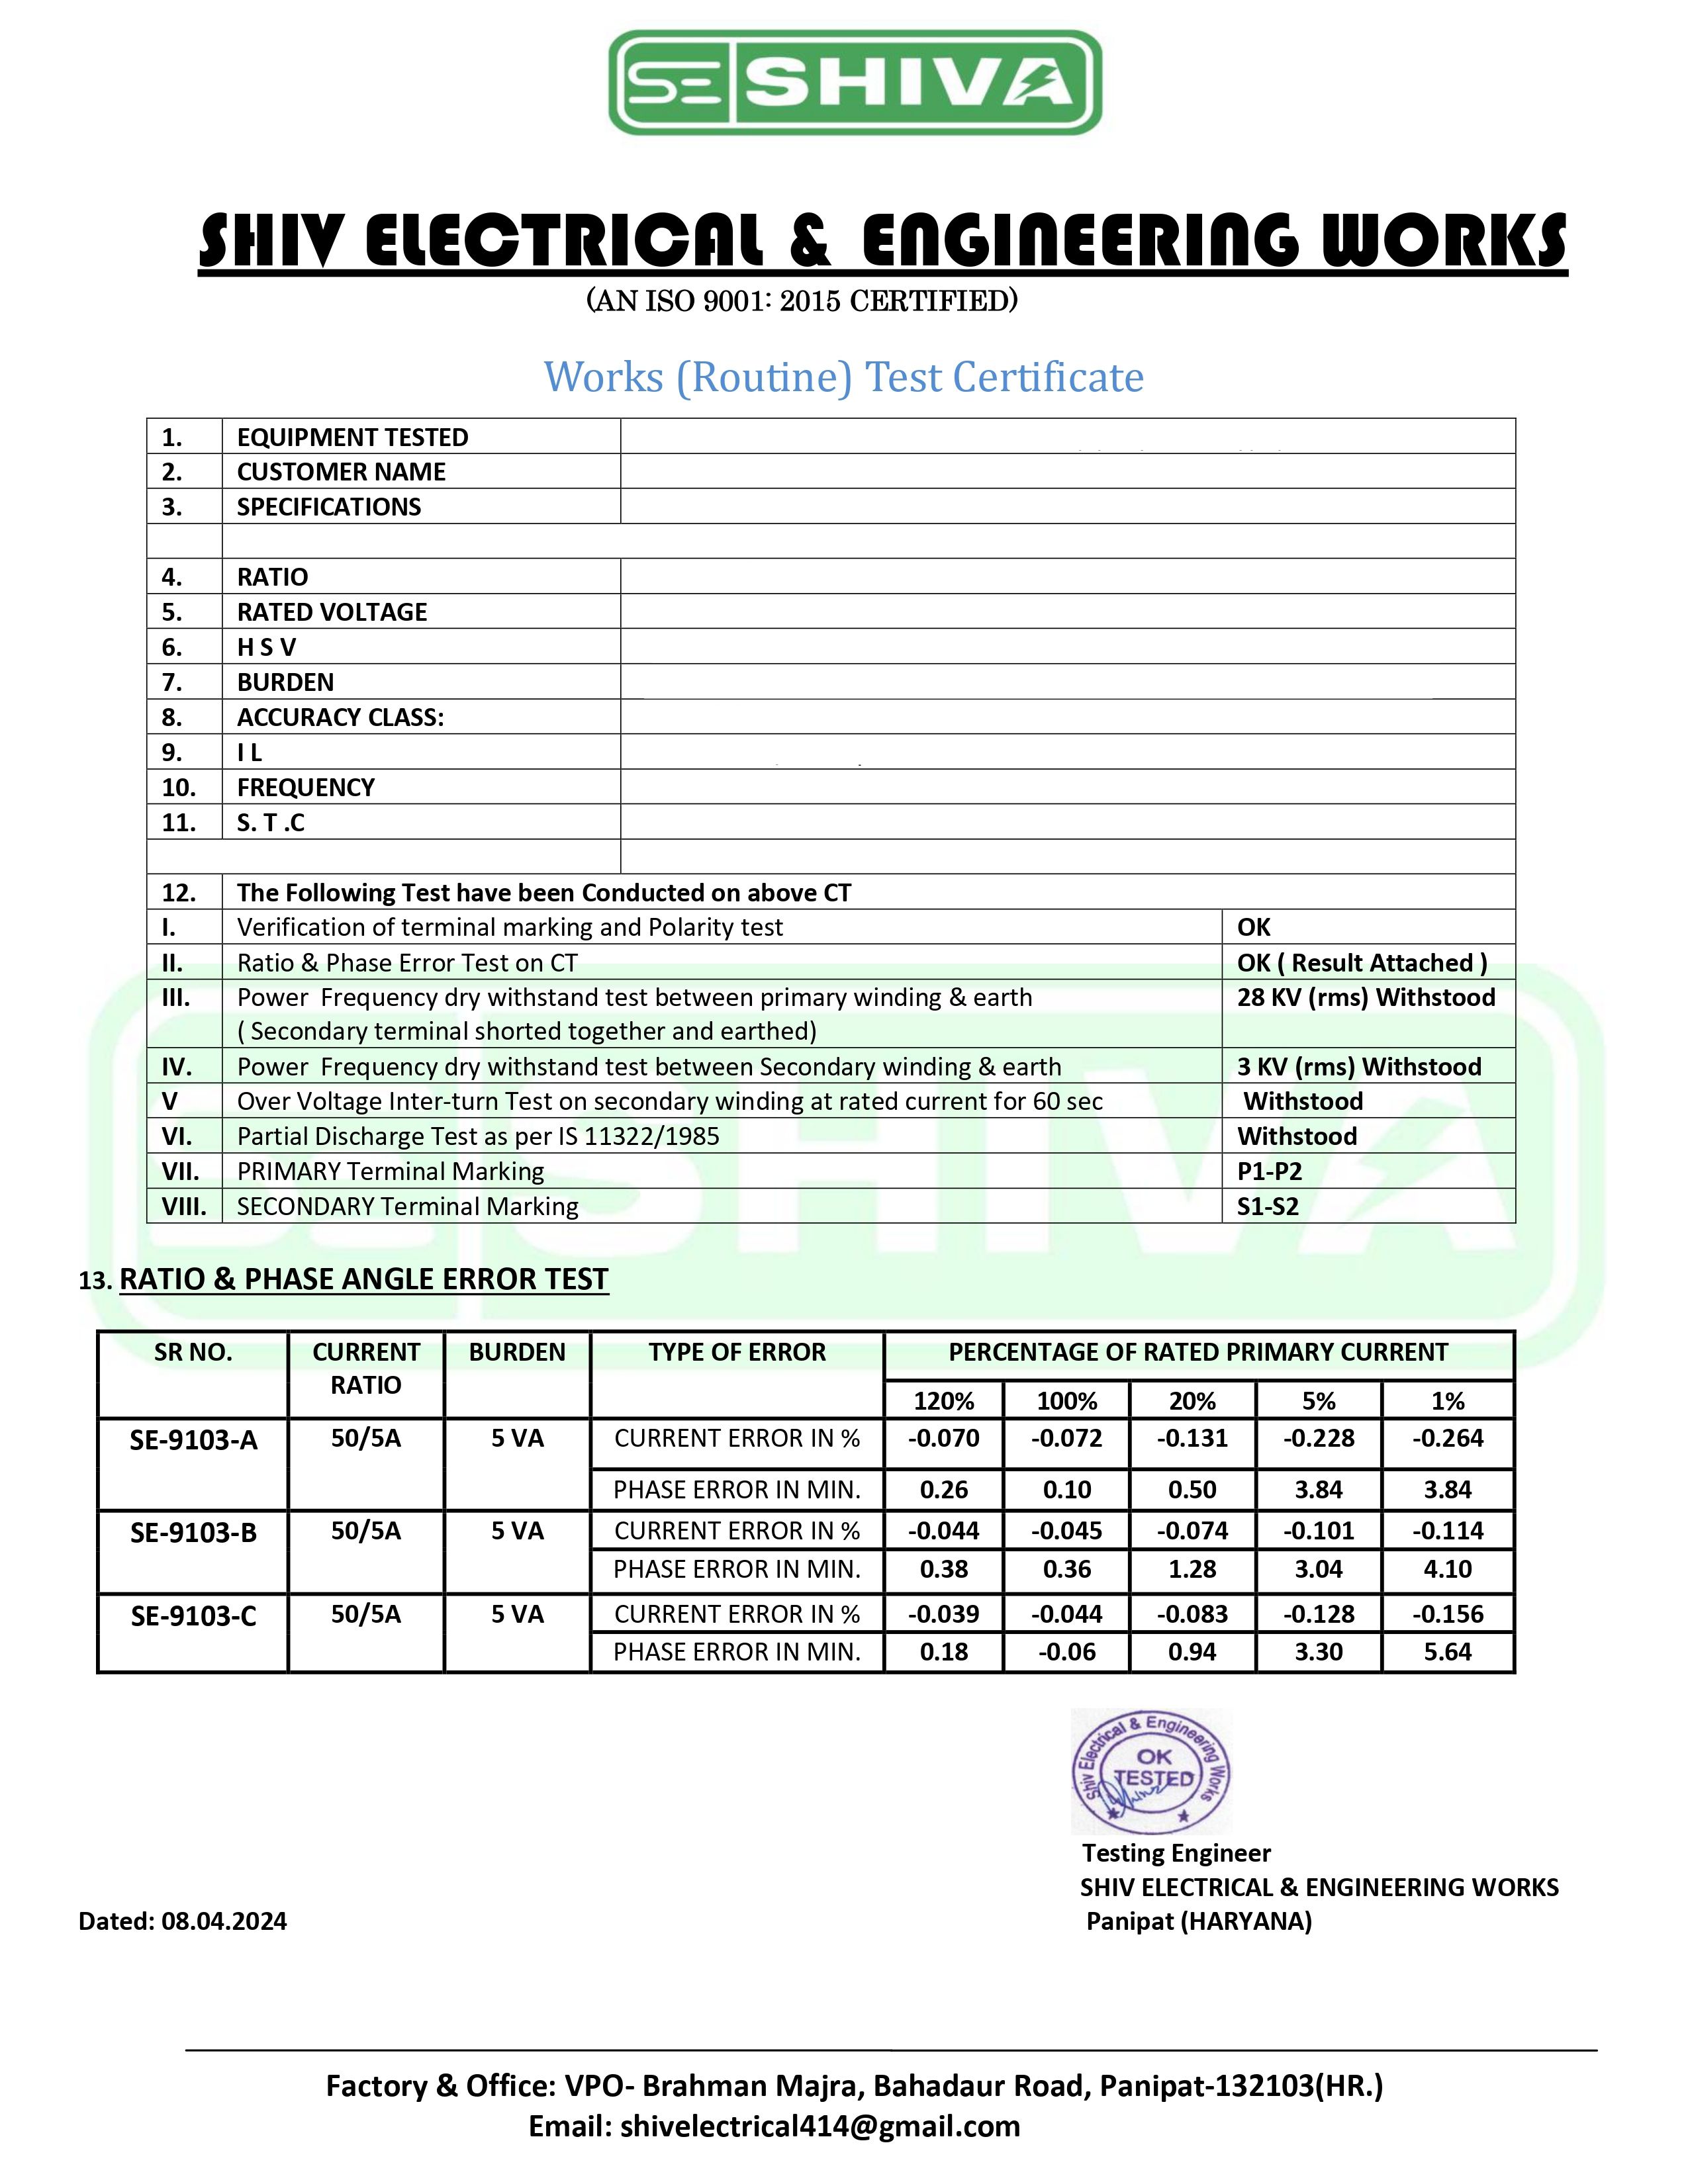 SE SHIVA
SHIV ELECTRICAL & ENGINEERING WORKS
(AN ISO 9001: 2015 CERTIFIED)
Works (Routine) Test Certificate
1. EQUIPMENT TESTED
2. CUSTOMER NAME
3. SPECIFICATIONS
4. RATIO
5. RATED VOLTAGE
6. H S V
7. BURDEN
8. ACCURACY CLASS:
9. I L
10. FREQUENCY
11. S. T .C
12. The Following Test have been Conducted on above CT
I. Verification of terminal marking and Polarity test OK
II. Ratio & Phase Error Test on CT OK ( Result Attached )
III. Power Frequency dry withstand test between primary winding & earth 28 KV (rms) Withstood
( Secondary terminal shorted together and earthed)
IV. Power Frequency dry withstand test between Secondary winding & earth 3 KV (rms) Withstood
V Over Voltage Inter-turn Test on secondary winding at rated current for 60 sec Withstood
VI. Partial Discharge Test as per IS 11322/1985 Withstood
VII. PRIMARY Terminal Marking P1-P2
VIII. SECONDARY Terminal Marking S1-S2
SE SHIVA
13. RATIO & PHASE ANGLE ERROR TEST
SR NO. CURRENT RATIO BURDEN TYPE OF ERROR PERCENTAGE OF RATED PRIMARY CURRENT
120% 100% 20% 5% 1%
SE-9103-A 50/5A 5 VA CURRENT ERROR IN % -0.070 -0.072 -0.131 -0.228 -0.264
PHASE ERROR IN MIN. 0.26 0.10 0.50 3.84 3.84
SE-9103-B 50/5A 5 VA CURRENT ERROR IN % -0.044 -0.045 -0.074 -0.101 -0.114
PHASE ERROR IN MIN. 0.38 0.36 1.28 3.04 4.10
SE-9103-C 50/5A 5 VA CURRENT ERROR IN % -0.039 -0.044 -0.083 -0.128 -0.156
PHASE ERROR IN MIN. 0.18 -0.06 0.94 3.30 5.64
Shiv Electrical & Engineering Works
OK
TESTED
Testing Engineer
SHIV ELECTRICAL & ENGINEERING WORKS
Dated: 08.04.2024 Panipat (HARYANA)
Factory & Office: VPO- Brahman Majra, Bahadaur Road, Panipat-132103(HR.)
Email: shivelectrical414@gmail.com